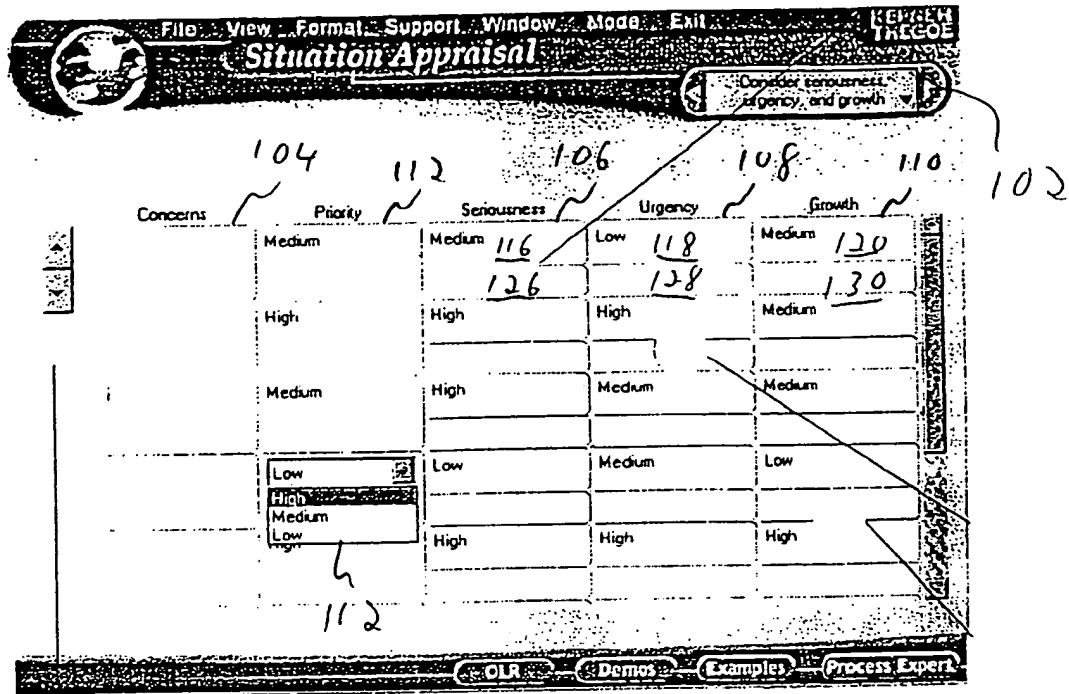 File View Format Support Window Mode Exit
KEPNER
TREGOE
Situation Appraisal
Consider seriousness,
urgency, and growth
104 112 106 108 110 102
Concerns Priority Seriousness Urgency Growth
Medium Medium 116 Low 118 Medium 120
126 128 130
High High High Medium
Medium High Medium Medium
Low Low Medium Low
High
Medium
Low
High High High High
112
OLR Demos Examples Process Expert